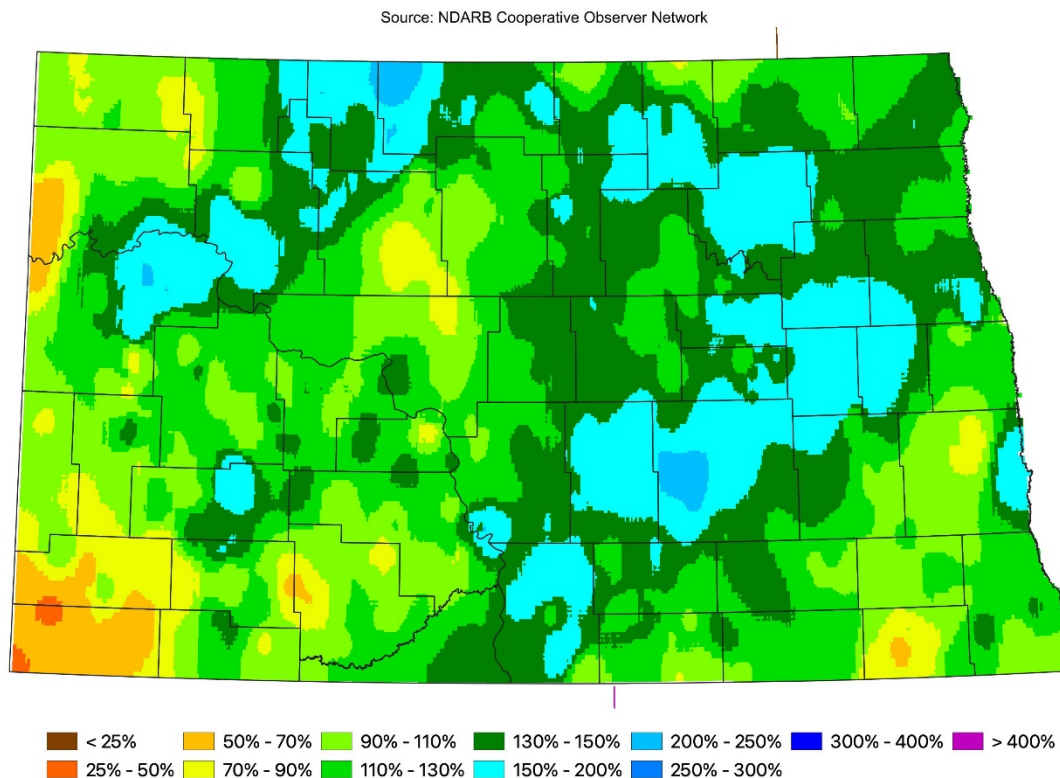 Source: NDARB Cooperative Observer Network
< 25% 50% - 70% 90% - 110% 130% - 150% 200% - 250% 300% - 400% > 400%
25% - 50% 70% - 90% 110% - 130% 150% - 200% 250% - 300%